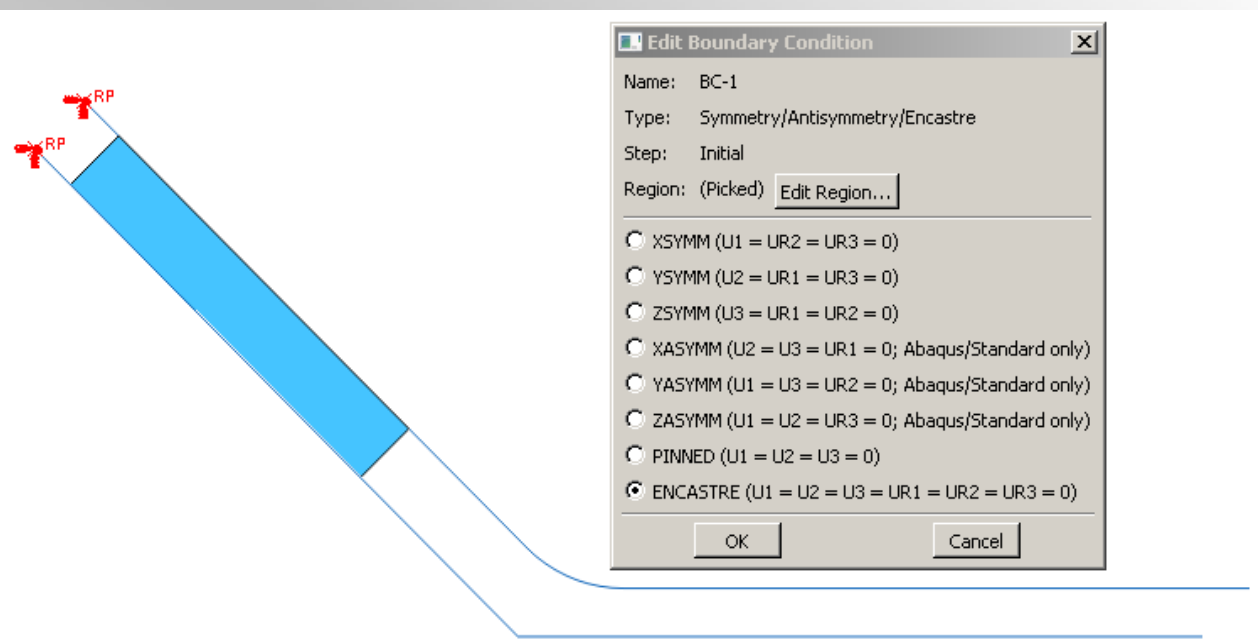 RP
RP
Edit Boundary Condition
Name: BC-1
Type: Symmetry/Antisymmetry/Encastre
Step: Initial
Region: (Picked) Edit Region...
XSYMM (U1 = UR2 = UR3 = 0)
YSYMM (U2 = UR1 = UR3 = 0)
ZSYMM (U3 = UR1 = UR2 = 0)
XASYMM (U2 = U3 = UR1 = 0; Abaqus/Standard only)
YASYMM (U1 = U3 = UR2 = 0; Abaqus/Standard only)
ZASYMM (U1 = U2 = UR3 = 0; Abaqus/Standard only)
PINNED (U1 = U2 = U3 = 0)
ENCASTRE (U1 = U2 = U3 = UR1 = UR2 = UR3 = 0)
OK Cancel